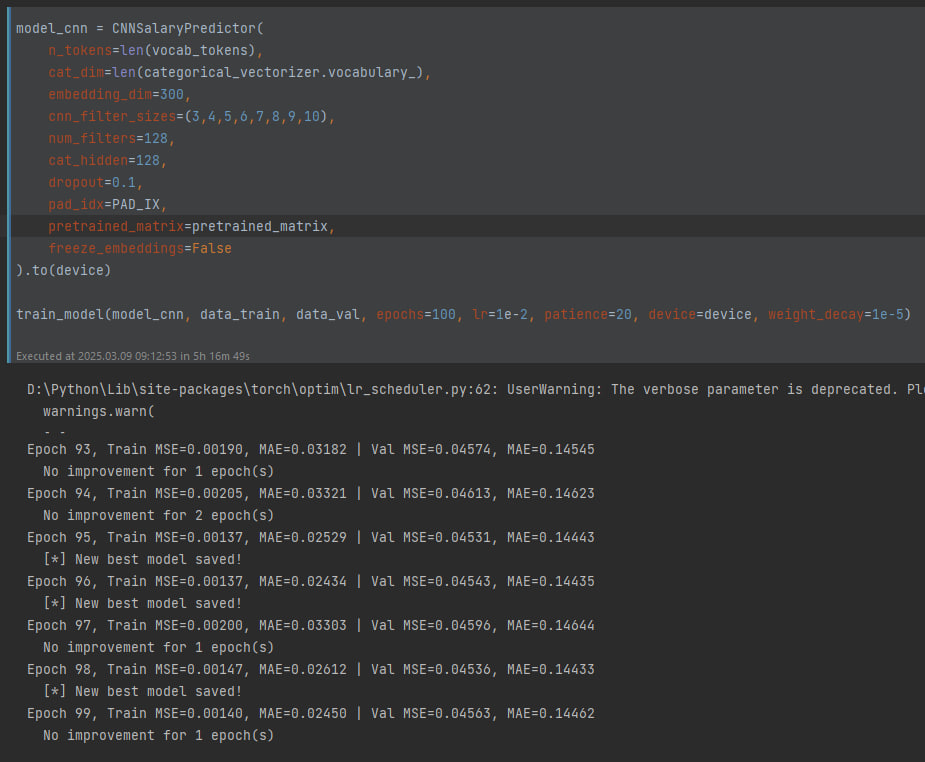 model_cnn = CNNSalaryPredictor(
    n_tokens=len(vocab_tokens),
    cat_dim=len(categorical_vectorizer.vocabulary_),
    embedding_dim=300,
    cnn_filter_sizes=(3,4,5,6,7,8,9,10),
    num_filters=128,
    cat_hidden=128,
    dropout=0.1,
    pad_idx=PAD_IX,
    pretrained_matrix=pretrained_matrix,
    freeze_embeddings=False
).to(device)
train_model(model_cnn, data_train, data_val, epochs=100, lr=1e-2, patience=20, device=device, weight_decay=1e-5)
Executed at 2025.03.09 09:12:53 in 5h 16m 49s
D:\Python\Lib\site-packages\torch\optim\lr_scheduler.py:62: UserWarning: The verbose parameter is deprecated. Ple
  warnings.warn(
Epoch 93, Train MSE=0.00190, MAE=0.03182 | Val MSE=0.04574, MAE=0.14545
  No improvement for 1 epoch(s)
Epoch 94, Train MSE=0.00205, MAE=0.03321 | Val MSE=0.04613, MAE=0.14623
  No improvement for 2 epoch(s)
Epoch 95, Train MSE=0.00137, MAE=0.02529 | Val MSE=0.04531, MAE=0.14443
  [*] New best model saved!
Epoch 96, Train MSE=0.00137, MAE=0.02434 | Val MSE=0.04543, MAE=0.14435
  [*] New best model saved!
Epoch 97, Train MSE=0.00200, MAE=0.03303 | Val MSE=0.04596, MAE=0.14644
  No improvement for 1 epoch(s)
Epoch 98, Train MSE=0.00147, MAE=0.02612 | Val MSE=0.04536, MAE=0.14433
  [*] New best model saved!
Epoch 99, Train MSE=0.00140, MAE=0.02450 | Val MSE=0.04563, MAE=0.14462
  No improvement for 1 epoch(s)